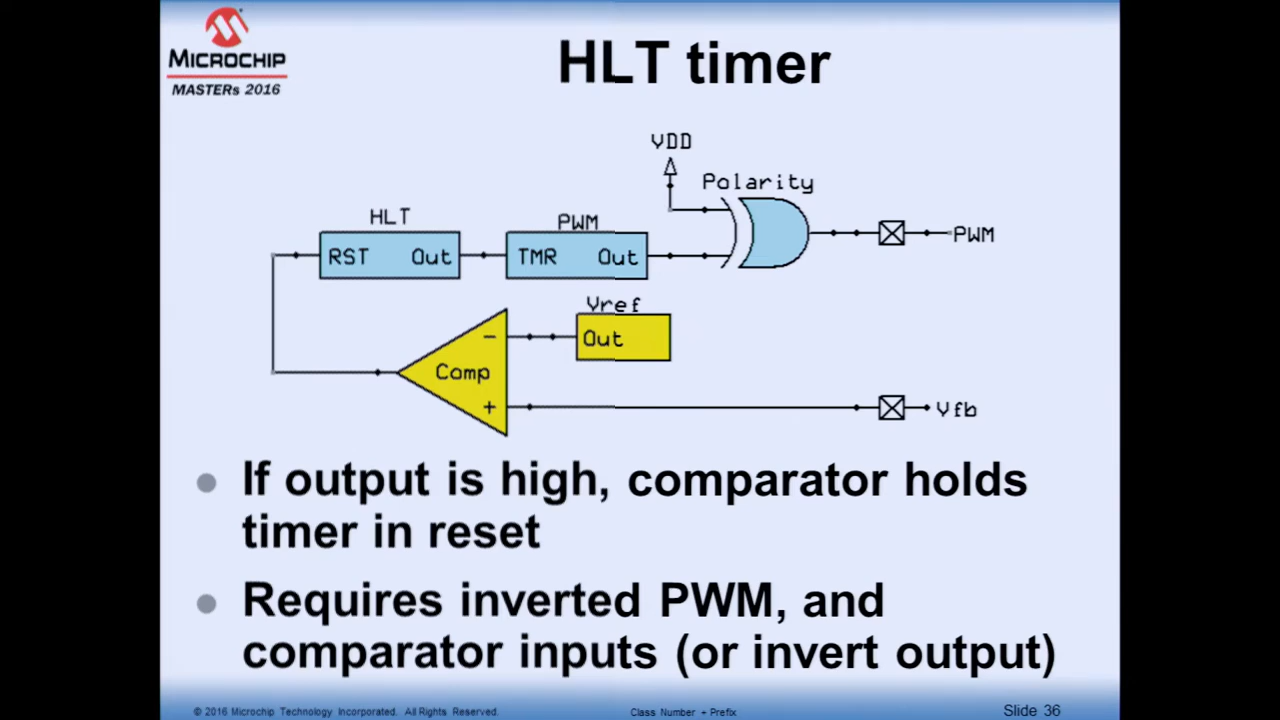 MICROCHIP
MASTERs 2016
HLT timer
VDD
Polarity
HLT
PWM
RST Out
TMR Out
PWM
Vref
Out
Comp
-
+
Vfb
If output is high, comparator holds
timer in reset
Requires inverted PWM, and
comparator inputs (or invert output)
© 2016 Microchip Technology Incorporated. All Rights Reserved.
Class Number + Prefix
Slide 36